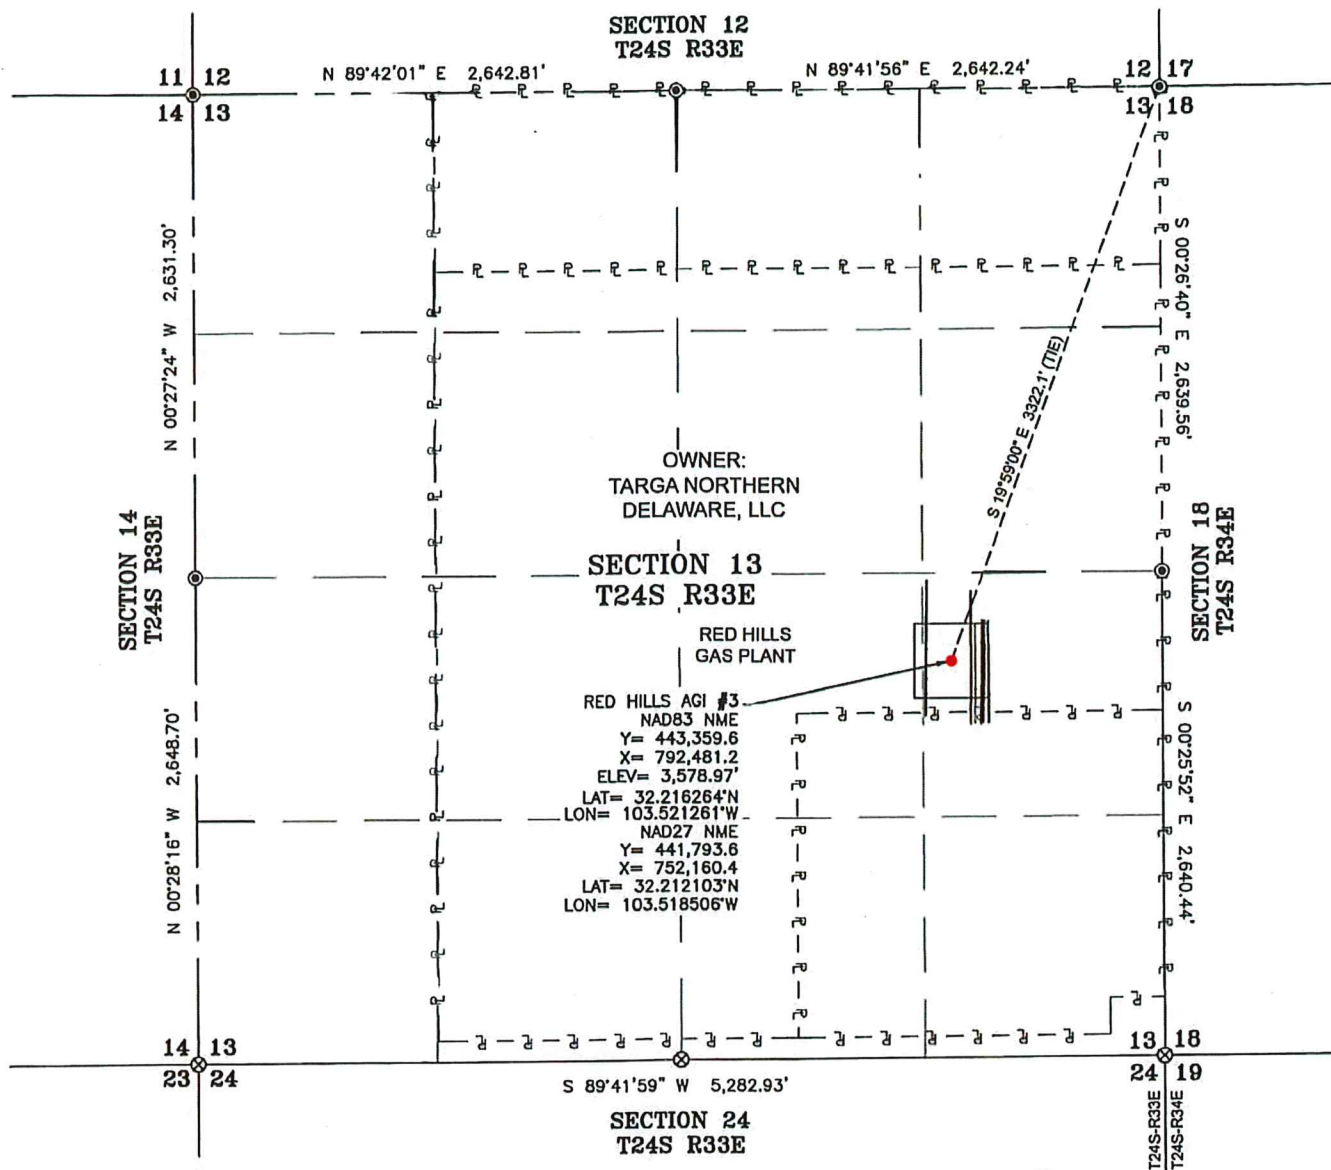 SECTION 12
T24S R33E
11 12
14 13
N 89°42'01" E 2,642.81'
N 89°41'56" E 2,642.24'
12 17
13 18
N 00°27'24" W 2,631.30'
S 00°26'40" E 2,639.56'
S 19°59'00" E 3322.1' (TIE)
OWNER:
TARGA NORTHERN
DELAWARE, LLC
SECTION 14
T24S R33E
SECTION 13
T24S R33E
SECTION 18
T24S R34E
RED HILLS
GAS PLANT
RED HILLS AGI #3
NAD83 NME
Y= 443,359.6
X= 792,481.2
ELEV= 3,578.97'
LAT= 32.216264°N
LON= 103.521261°W
NAD27 NME
Y= 441,793.6
X= 752,160.4
LAT= 32.212103°N
LON= 103.518506°W
N 00°28'16" W 2,648.70'
S 00°25'52" E 2,640.44'
14 13
23 24
S 89°41'59" W 5,282.93'
13 18
24 19
SECTION 24
T24S R33E
T24S-R33E
T24S-R34E